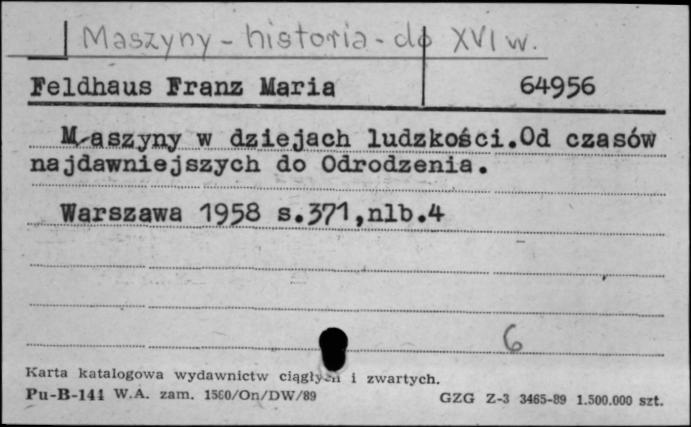 Maszyny - historia - do XVI w.
Feldhaus Franz Maria 64956
Maszyny w dziejach ludzkości.Od czasów
najdawniejszych do Odrodzenia.
Warszawa 1958 s.371,nlb.4
6
Karta katalogowa wydawnictw ciągłych i zwartych.
Pu-B-141 W.A. zam. 1560/On/DW/89 GZG Z-3 3465-89 1.500.000 szt.